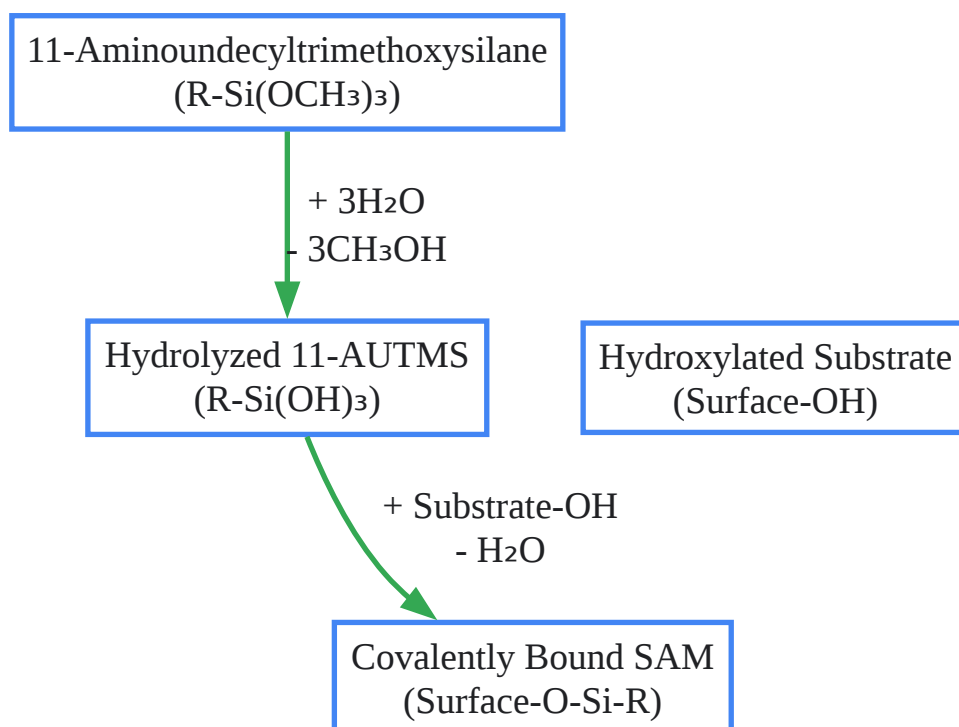 11-Aminoundecyltrimethoxysilane
(R-Si(OCH₃)₃)
+ 3H₂O
- 3CH₃OH
Hydrolyzed 11-AUTMS
(R-Si(OH)₃)
Hydroxylated Substrate
(Surface-OH)
+ Substrate-OH
- H₂O
Covalently Bound SAM
(Surface-O-Si-R)